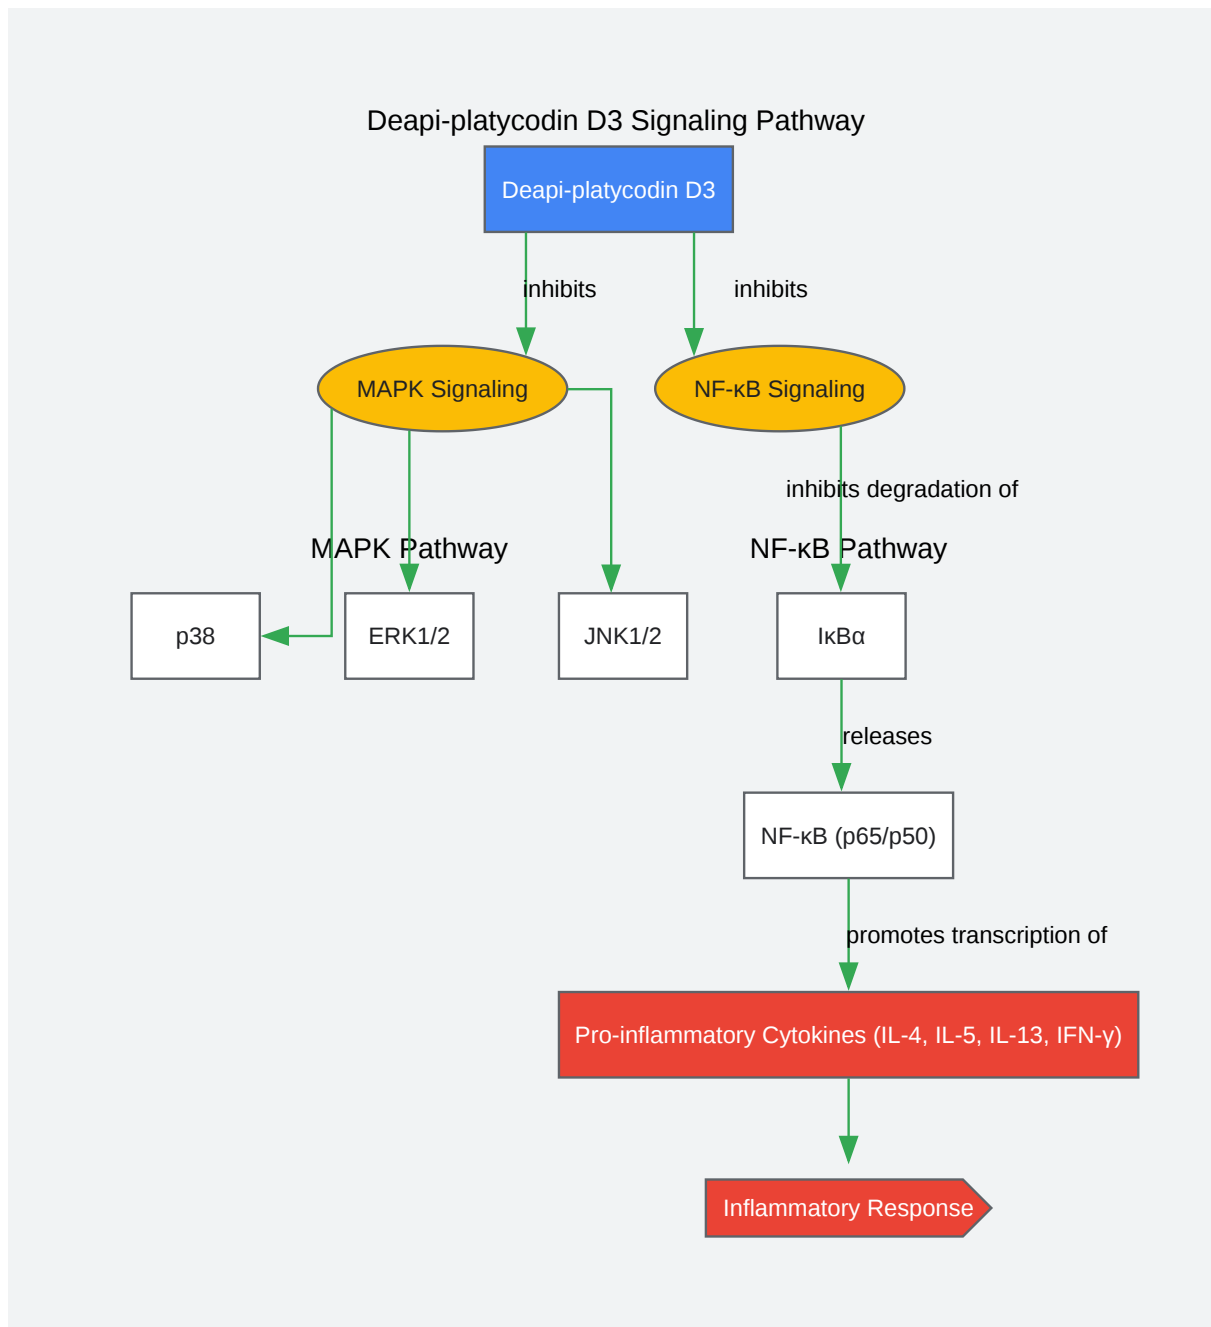 Deapi-platycodin D3 Signaling Pathway
Deapi-platycodin D3
inhibits
inhibits
MAPK Signaling
NF-κB Signaling
inhibits degradation of
MAPK Pathway
NF-κB Pathway
p38
ERK1/2
JNK1/2
IκBα
releases
NF-κB (p65/p50)
promotes transcription of
Pro-inflammatory Cytokines (IL-4, IL-5, IL-13, IFN-γ)
Inflammatory Response